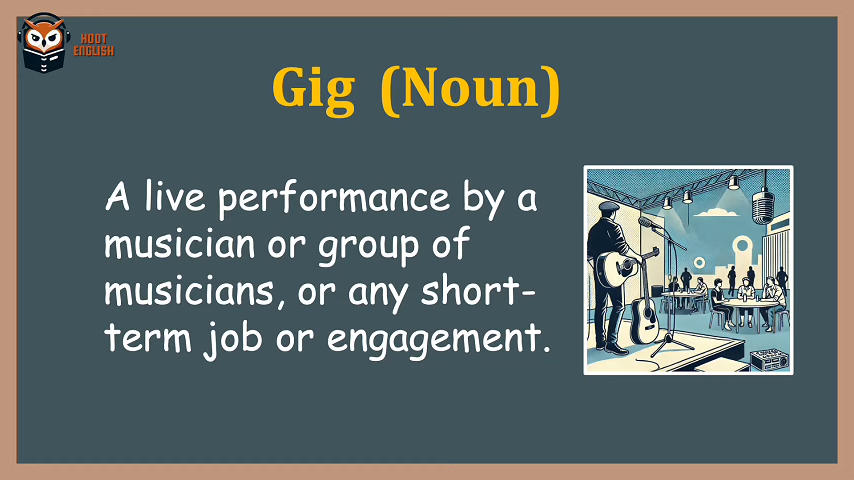 HOOT
ENGLISH
Gig (Noun)
A live performance by a
musician or group of
musicians, or any short-
term job or engagement.